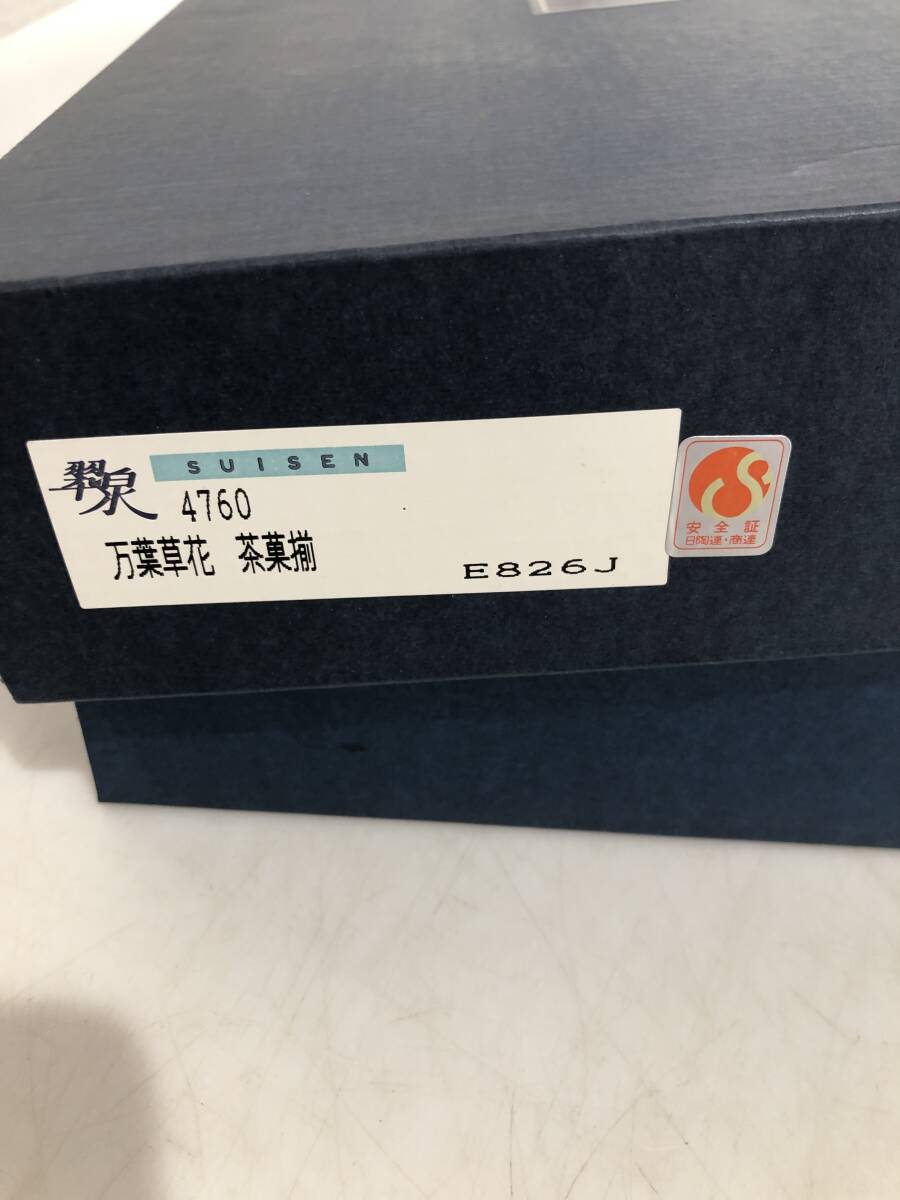 翠泉 SUISEN
4760
万葉草花 茶菓揃
E826J
安全証
日陶連・商連